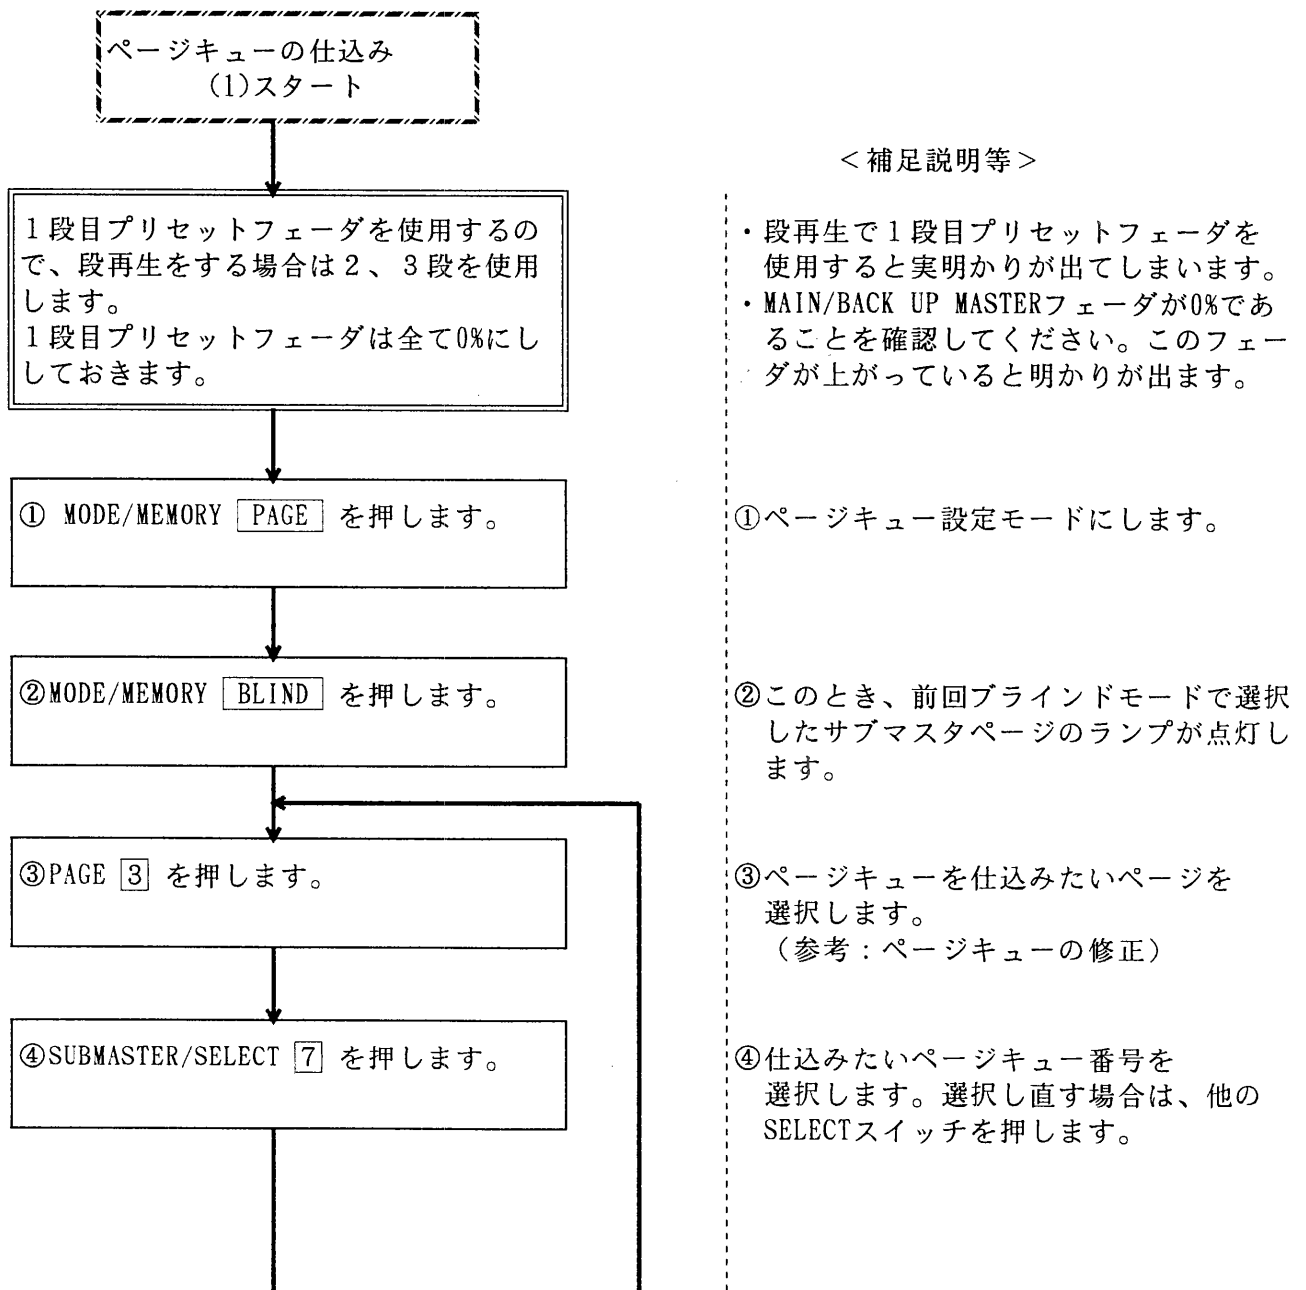 ページキューの仕込み
(1)スタート
1段目プリセットフェーダを使用するの
で、段再生をする場合は2、3段を使用
します。
1段目プリセットフェーダは全て0%にし
しておきます。
① MODE/MEMORY PAGE を押します。
②MODE/MEMORY BLIND を押します。
③PAGE 3 を押します。
④SUBMASTER/SELECT 7 を押します。
<補足説明等>
・段再生で1段目プリセットフェーダを
使用すると実明かりが出てしまいます。
・MAIN/BACK UP MASTERフェーダが0%であ
ることを確認してください。このフェー
ダが上がっていると明かりが出ます。
①ページキュー設定モードにします。
②このとき、前回ブラインドモードで選択
したサブマスタページのランプが点灯し
ます。
③ページキューを仕込みたいページを
選択します。
(参考:ページキューの修正)
④仕込みたいページキュー番号を
選択します。選択し直す場合は、他の
SELECTスイッチを押します。